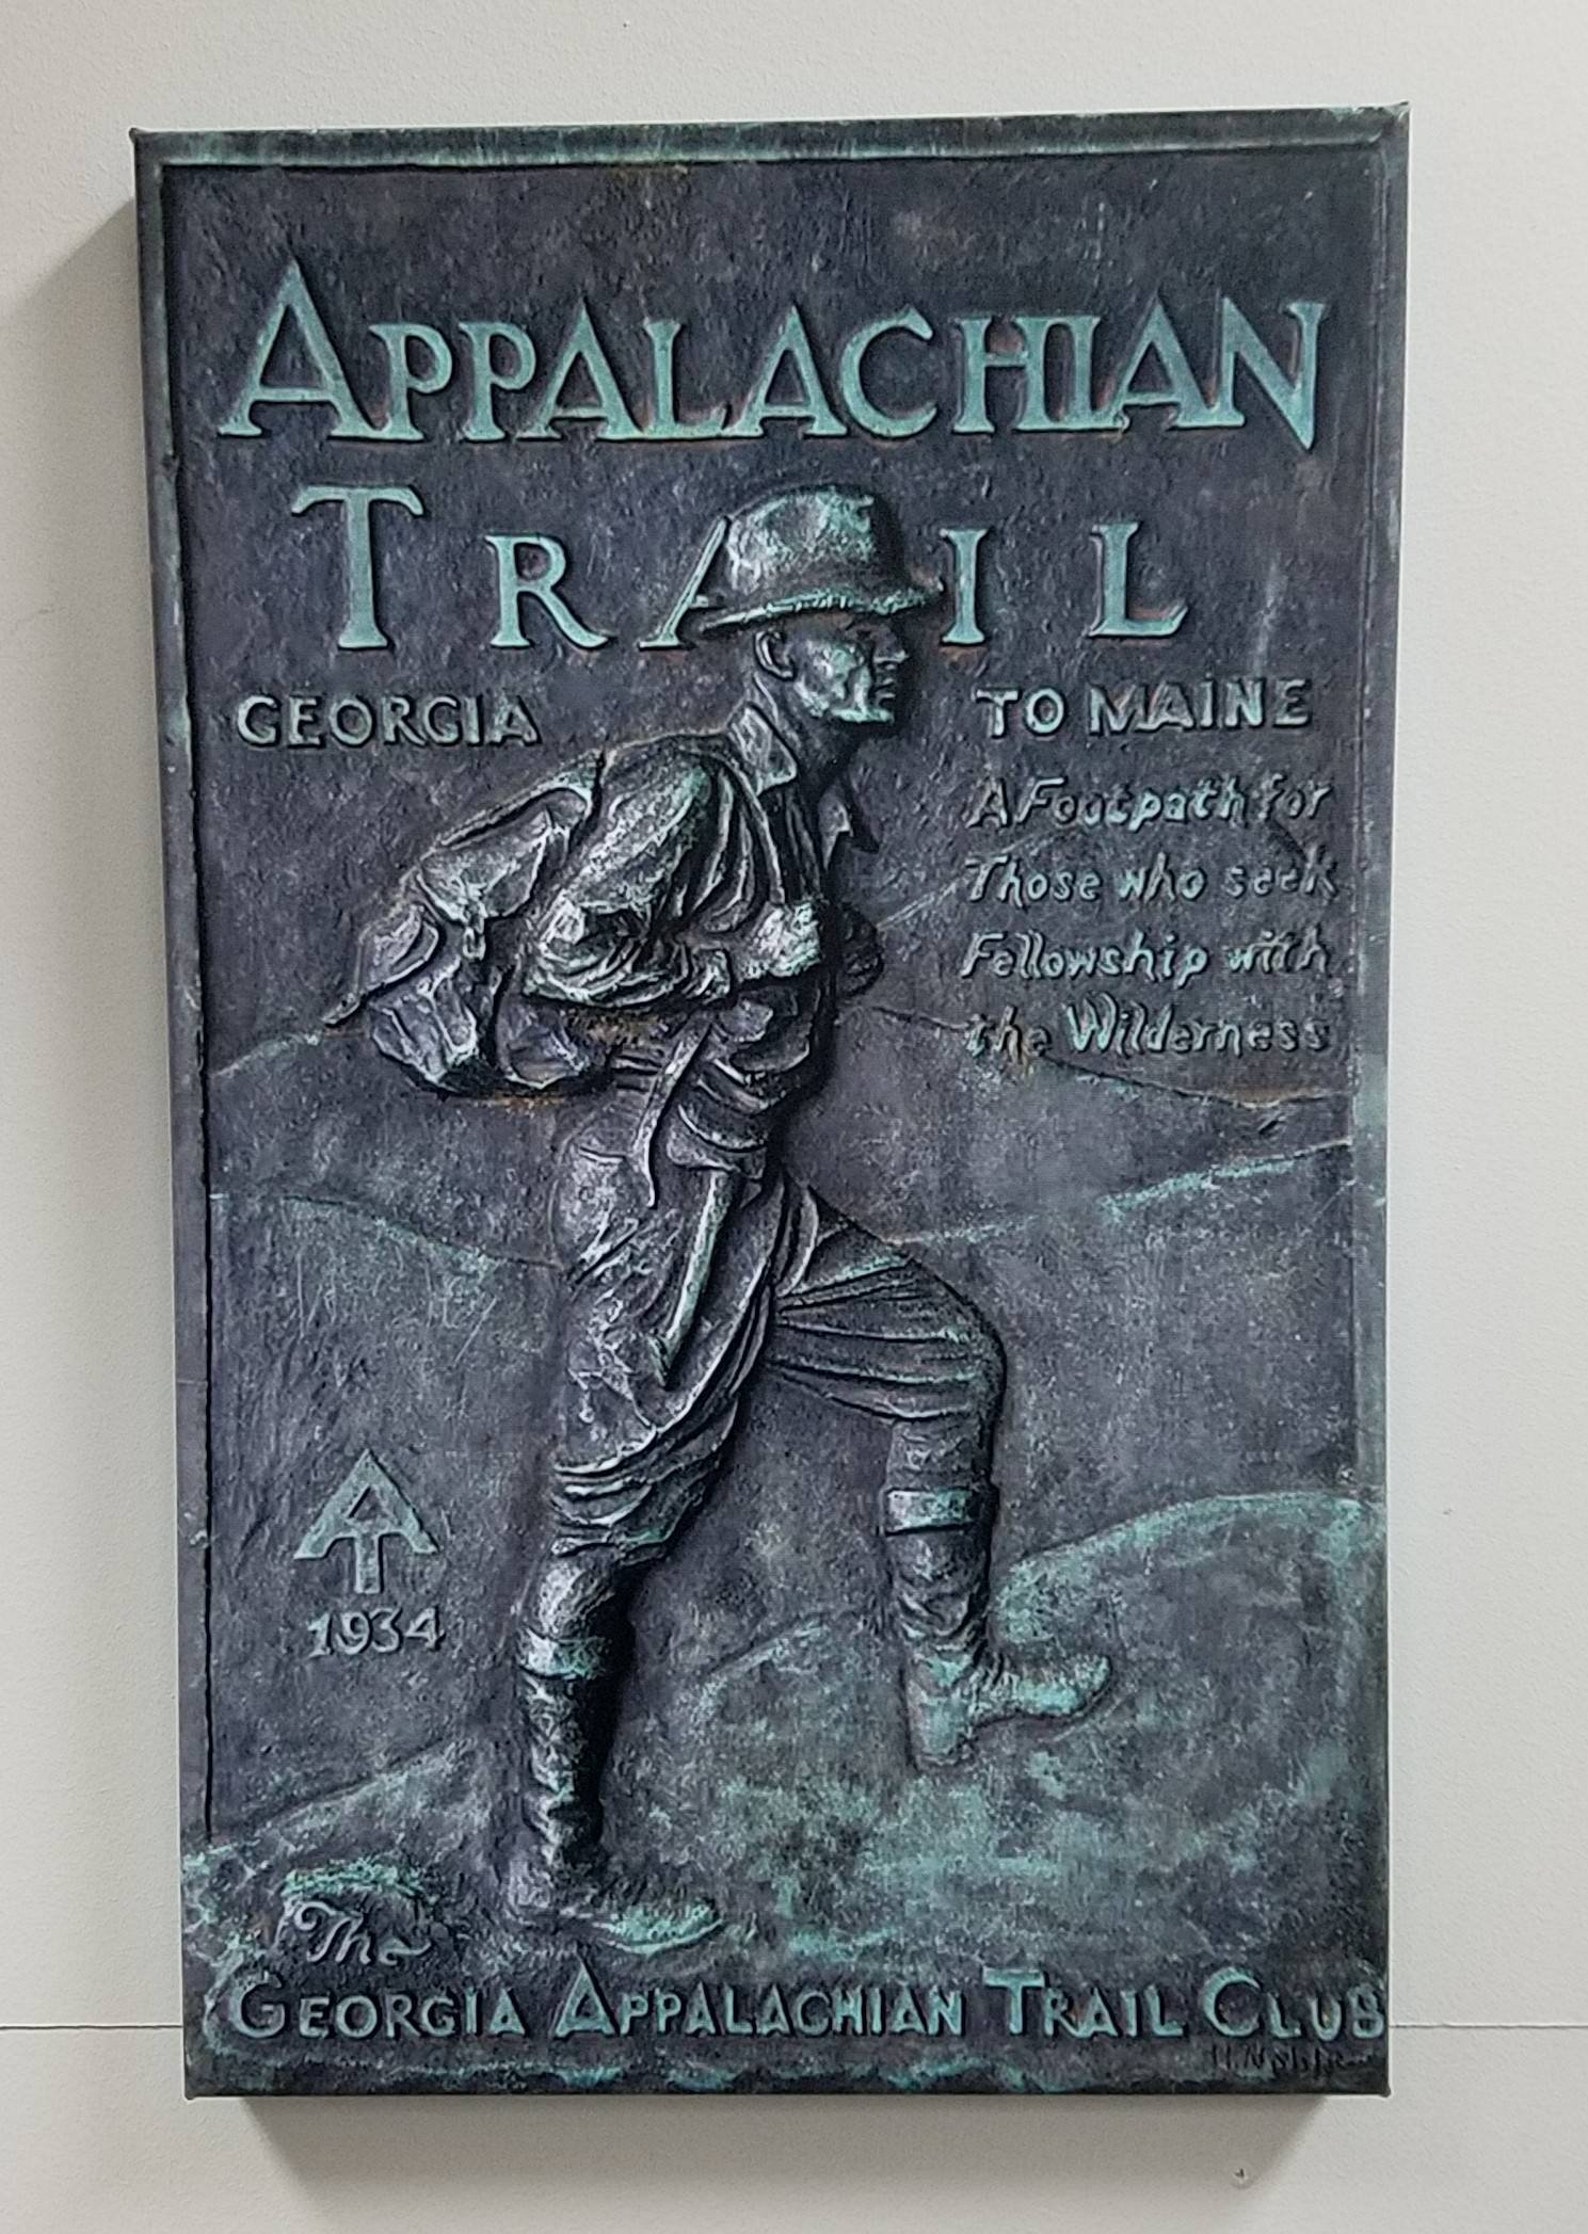 APPALACHIAN
TRAIL
GEORGIA TO MAINE
A Footpath for
Those who seek
Fellowship with
the Wilderness
AT
1934
The
GEORGIA APPALACHIAN TRAIL CLUB